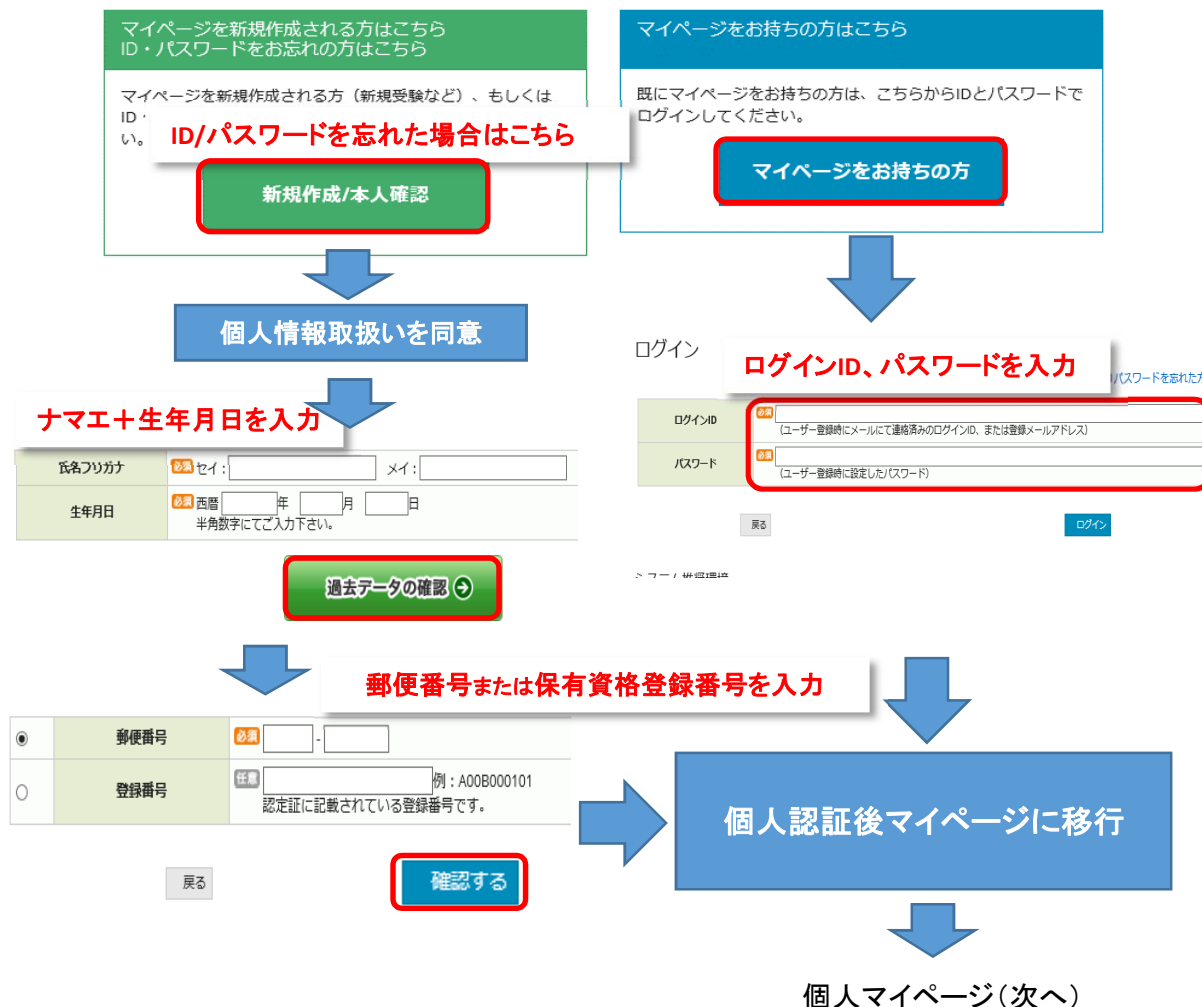 マイページを新規作成される方はこちら
ID・パスワードをお忘れの方はこちら
マイページを新規作成される方（新規受験など）、もしくは
ID・
い。
ID/パスワードを忘れた場合はこちら
新規作成/本人確認
マイページをお持ちの方はこちら
既にマイページをお持ちの方は、こちらからIDとパスワードで
ログインしてください。
マイページをお持ちの方
個人情報取扱いを同意
ナマエ＋生年月日を入力
氏名フリガナ 必須 セイ： メイ：
生年月日 必須 西暦 年 月 日
半角数字にてご入力下さい。
過去データの確認
ログイン
ログインID、パスワードを入力
パスワードを忘れた方
ログインID 必須
(ユーザー登録時にメールにて連絡済みのログインID、または登録メールアドレス)
パスワード 必須
(ユーザー登録時に設定したパスワード)
戻る ログイン
郵便番号または保有資格登録番号を入力
郵便番号 必須 -
登録番号 任意 例：A00B000101
認定証に記載されている登録番号です。
戻る 確認する
個人認証後マイページに移行
個人マイページ（次へ）